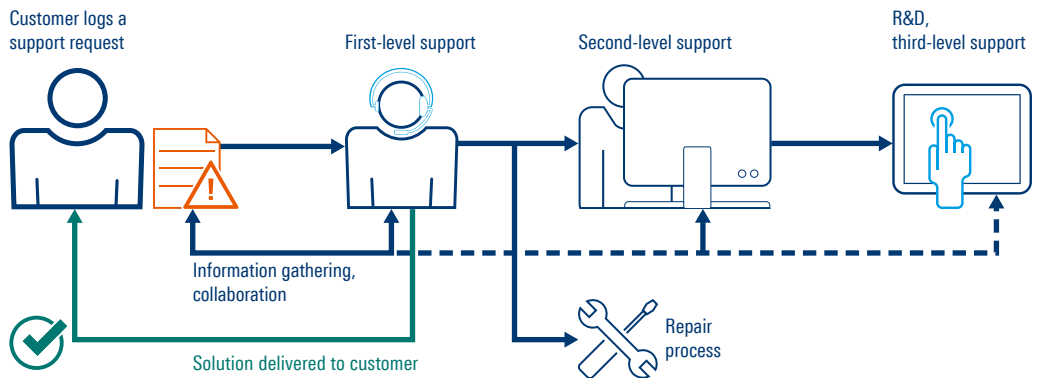 Customer logs a
support request
First-level support
Second-level support
R&D,
third-level support
!
Information gathering,
collaboration
Repair
process
Solution delivered to customer